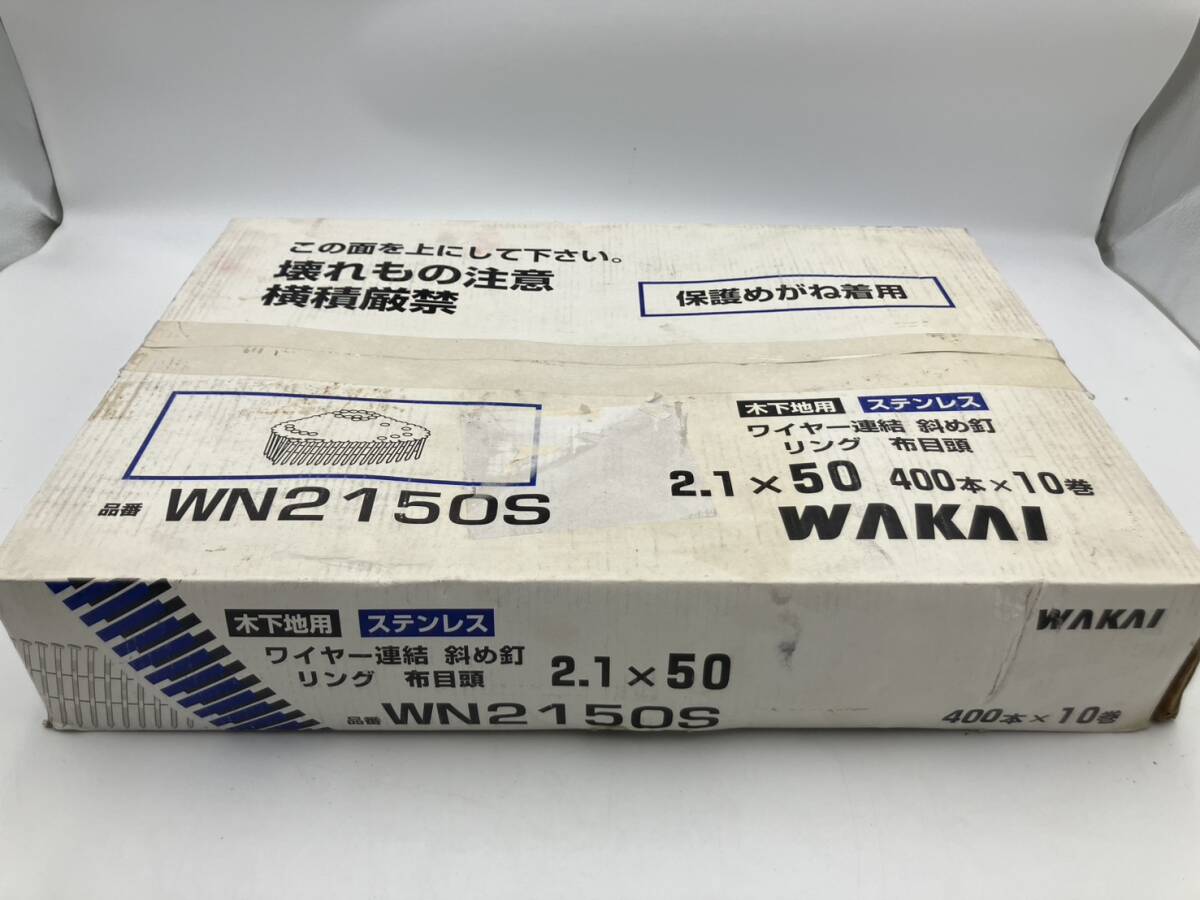 この面を上にして下さい。
壊れもの注意
横積厳禁
保護めがね着用
木下地用 ステンレス
ワイヤー連結 斜め釘
リング 布目頭
2.1×50 400本×10巻
品番 WN2150S
WAKAI
木下地用 ステンレス
ワイヤー連結 斜め釘
リング 布目頭
2.1×50
品番 WN2150S
WAKAI
400本×10巻